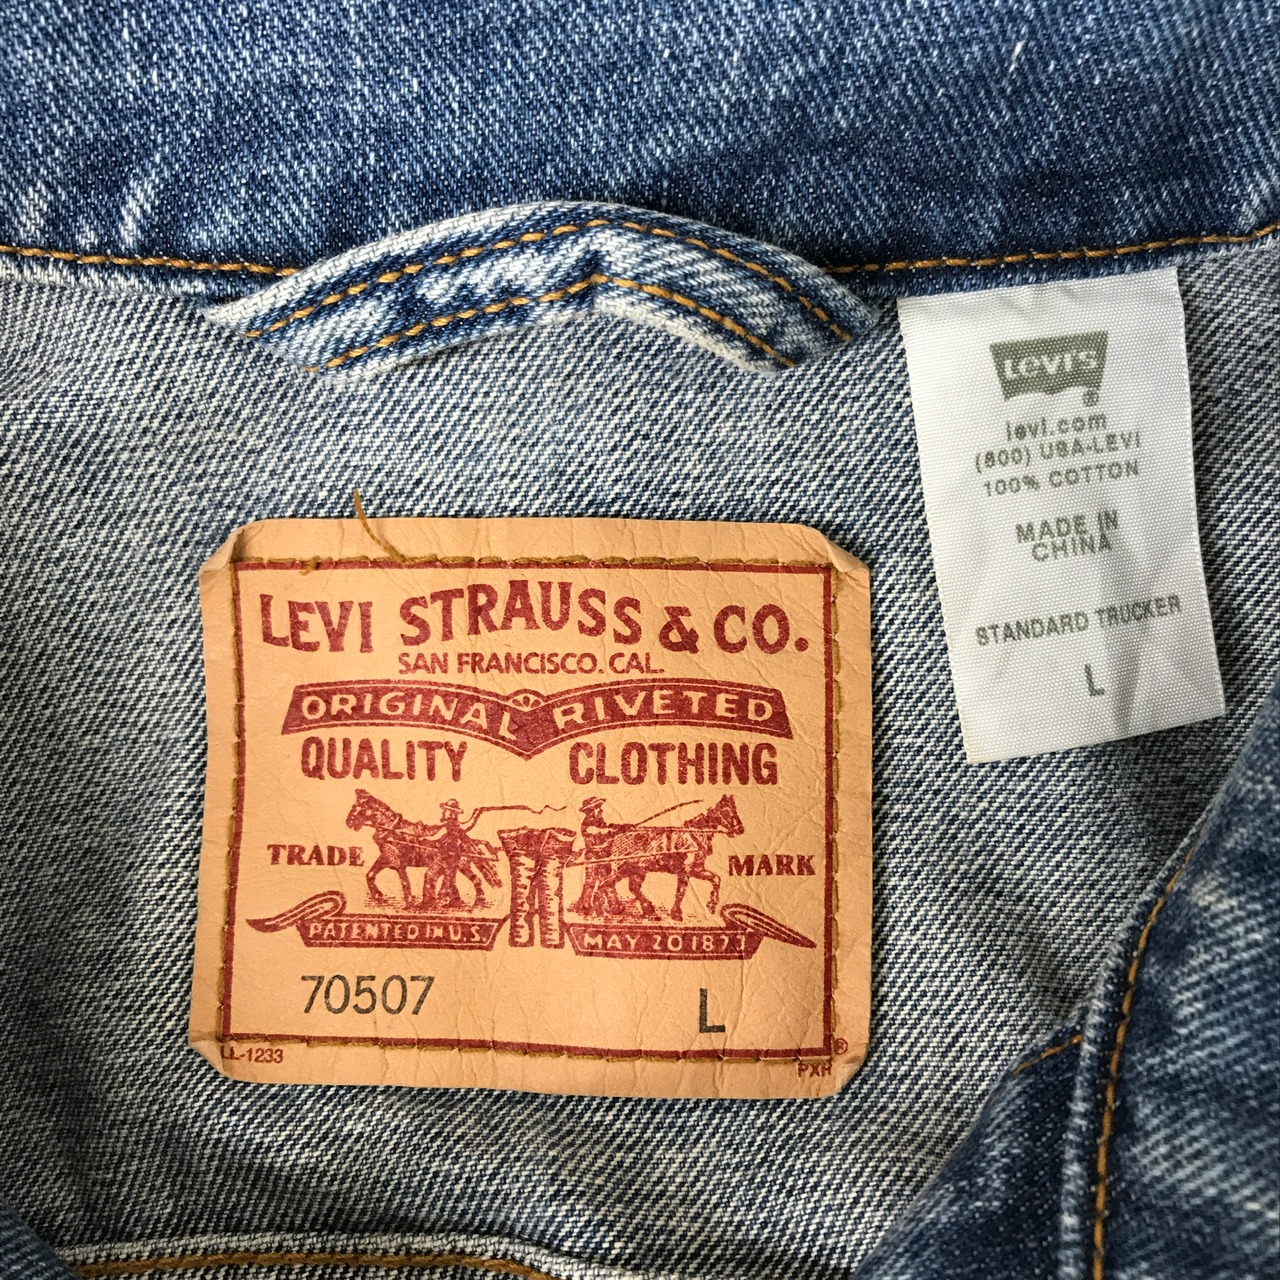 LEVI STRAUSS & CO.
SAN FRANCISCO. CAL.
ORIGINAL RIVETED
QUALITY CLOTHING
TRADE MARK
PATENTED IN U.S. MAY 20 1873
70507 L
LL-1233 ®
PXH
LEVI'S ®
levi.com
(800) USA-LEVI
100% COTTON
MADE IN
CHINA
STANDARD TRUCKER
L